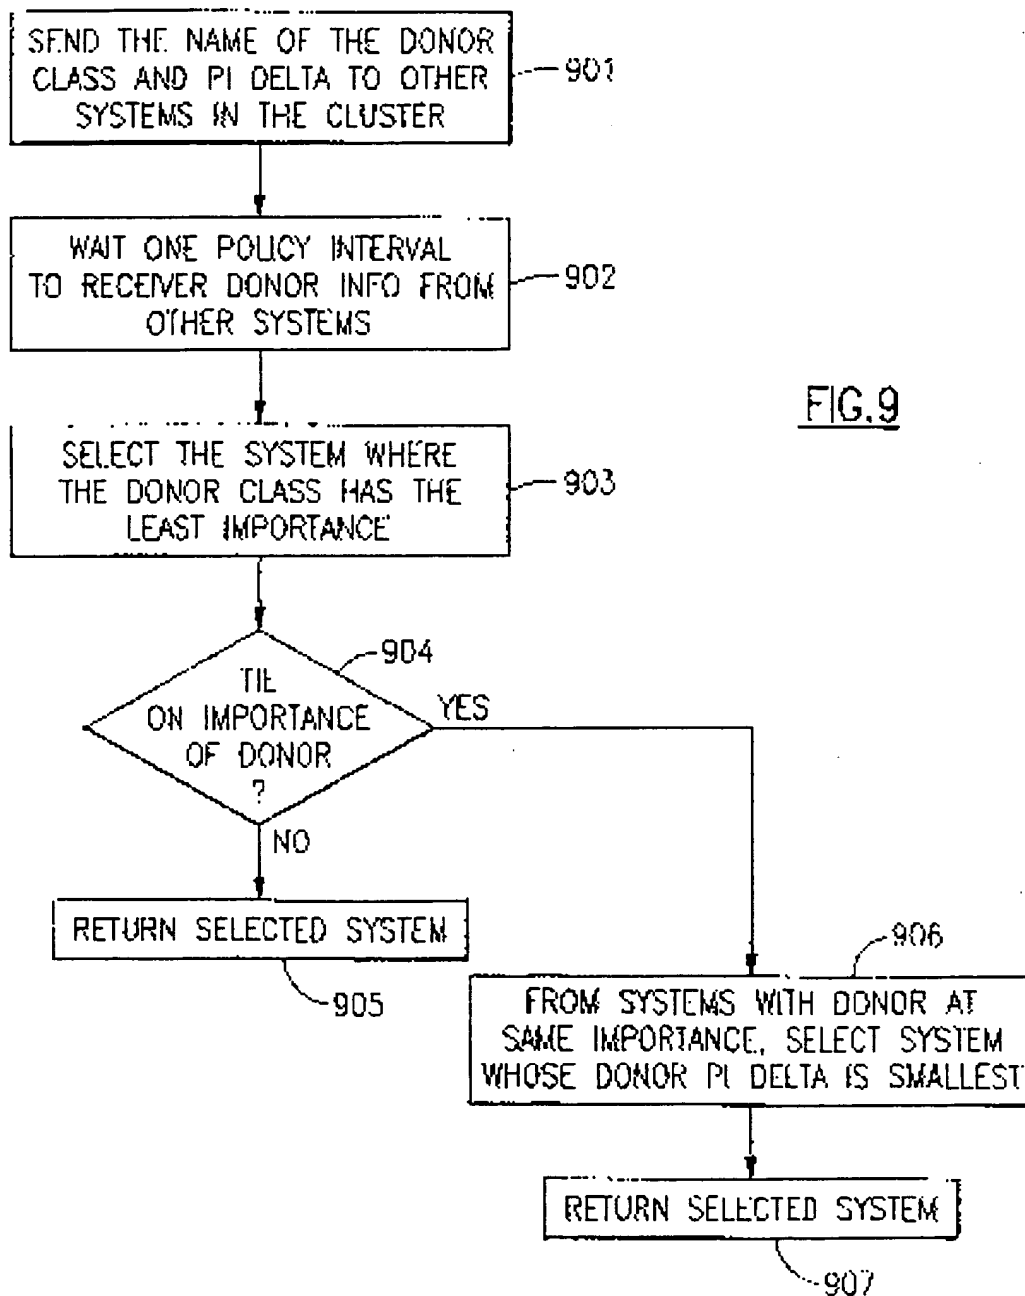 SEND THE NAME OF THE DONOR
CLASS AND PI DELTA TO OTHER
SYSTEMS IN THE CLUSTER
901
WAIT ONE POLICY INTERVAL
TO RECEIVER DONOR INFO FROM
OTHER SYSTEMS
902
FIG.9
SELECT THE SYSTEM WHERE
THE DONOR CLASS HAS THE
LEAST IMPORTANCE
903
904
TIE
ON IMPORTANCE
OF DONOR
?
YES
NO
RETURN SELECTED SYSTEM
905
906
FROM SYSTEMS WITH DONOR AT
SAME IMPORTANCE, SELECT SYSTEM
WHOSE DONOR PI DELTA IS SMALLEST
RETURN SELECTED SYSTEM
907